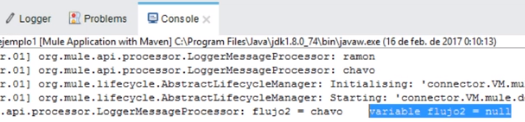 Logger Problems Console
ejemplo1 [Mule Application with Maven] C:\Program Files\Java\jdk1.8.0_74\bin\javaw.exe (16 de feb. de 2017 0:10:13)
r.01] org.mule.api.processor.LoggerMessageProcessor: ramon
r.01] org.mule.api.processor.LoggerMessageProcessor: chavo
r.01] org.mule.lifecycle.AbstractLifecycleManager: Initialising: 'connector.VM.mu
r.01] org.mule.lifecycle.AbstractLifecycleManager: Starting: 'connector.VM.mule.d
.api.processor.LoggerMessageProcessor: flujo2 = chavo variable flujo2 = null